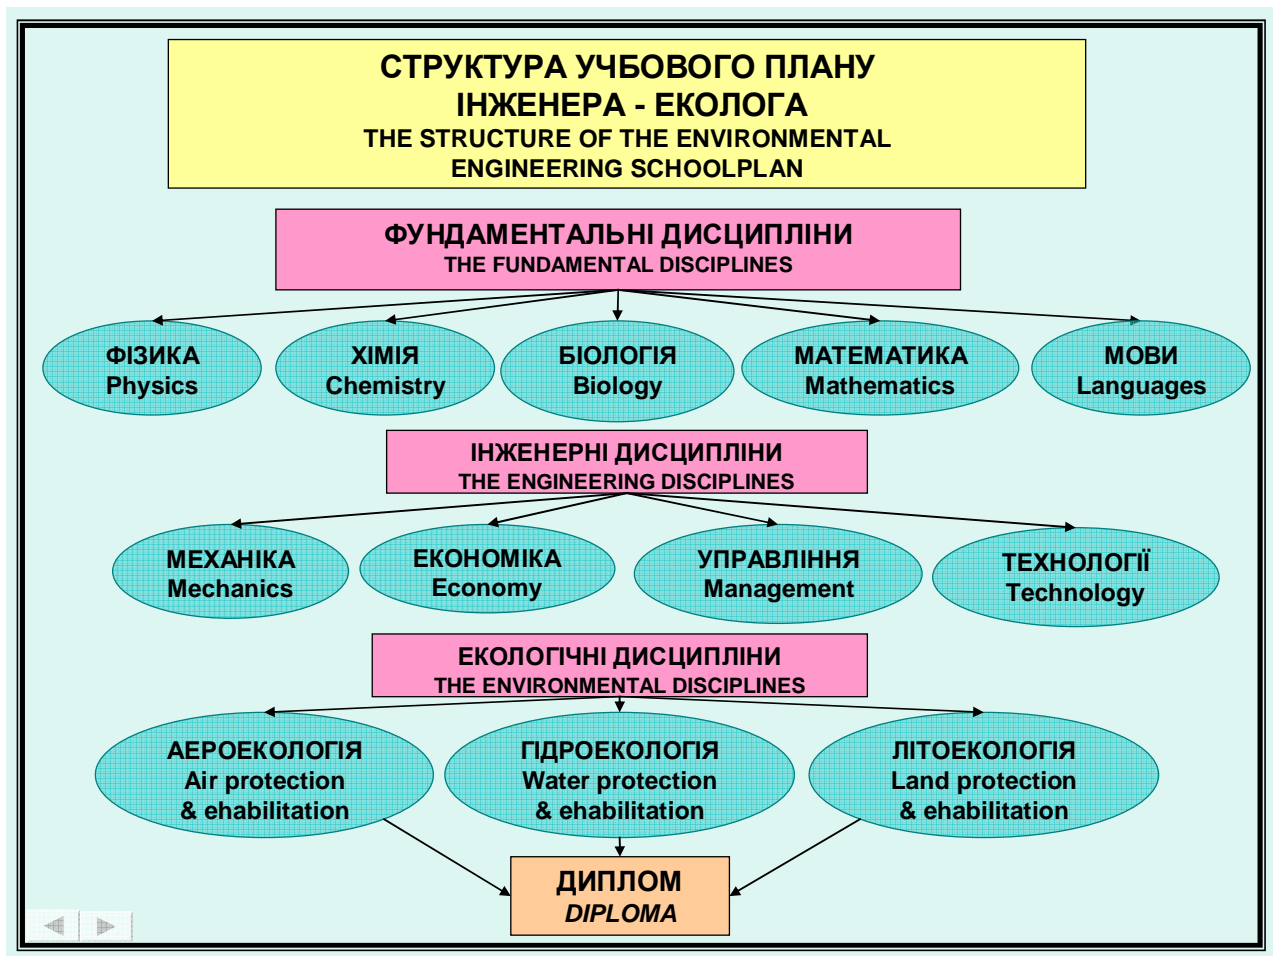 СТРУКТУРА УЧБОВОГО ПЛАНУ
ІНЖЕНЕРА - ЕКОЛОГА
THE STRUCTURE OF THE ENVIRONMENTAL
ENGINEERING SCHOOLPLAN
ФУНДАМЕНТАЛЬНІ ДИСЦИПЛІНИ
THE FUNDAMENTAL DISCIPLINES
ФІЗИКА
Physics
ХІМІЯ
Chemistry
БІОЛОГІЯ
Biology
МАТЕМАТИКА
Mathematics
МОВИ
Languages
ІНЖЕНЕРНІ ДИСЦИПЛІНИ
THE ENGINEERING DISCIPLINES
МЕХАНІКА
Mechanics
ЕКОНОМІКА
Economy
УПРАВЛІННЯ
Management
ТЕХНОЛОГІЇ
Technology
ЕКОЛОГІЧНІ ДИСЦИПЛІНИ
THE ENVIRONMENTAL DISCIPLINES
АЕРОЕКОЛОГІЯ
Air protection
& ehabilitation
ГІДРОЕКОЛОГІЯ
Water protection
& ehabilitation
ЛІТОЕКОЛОГІЯ
Land protection
& ehabilitation
ДИПЛОМ
DIPLOMA